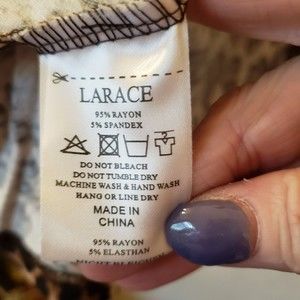 LARACE
95% RAYON
5% SPANDEX
DO NOT BLEACH
DO NOT TUMBLE DRY
MACHINE WASH & HAND WASH
HANG OR LINE DRY
MADE IN
CHINA
95% RAYON
5% ELASTHAN